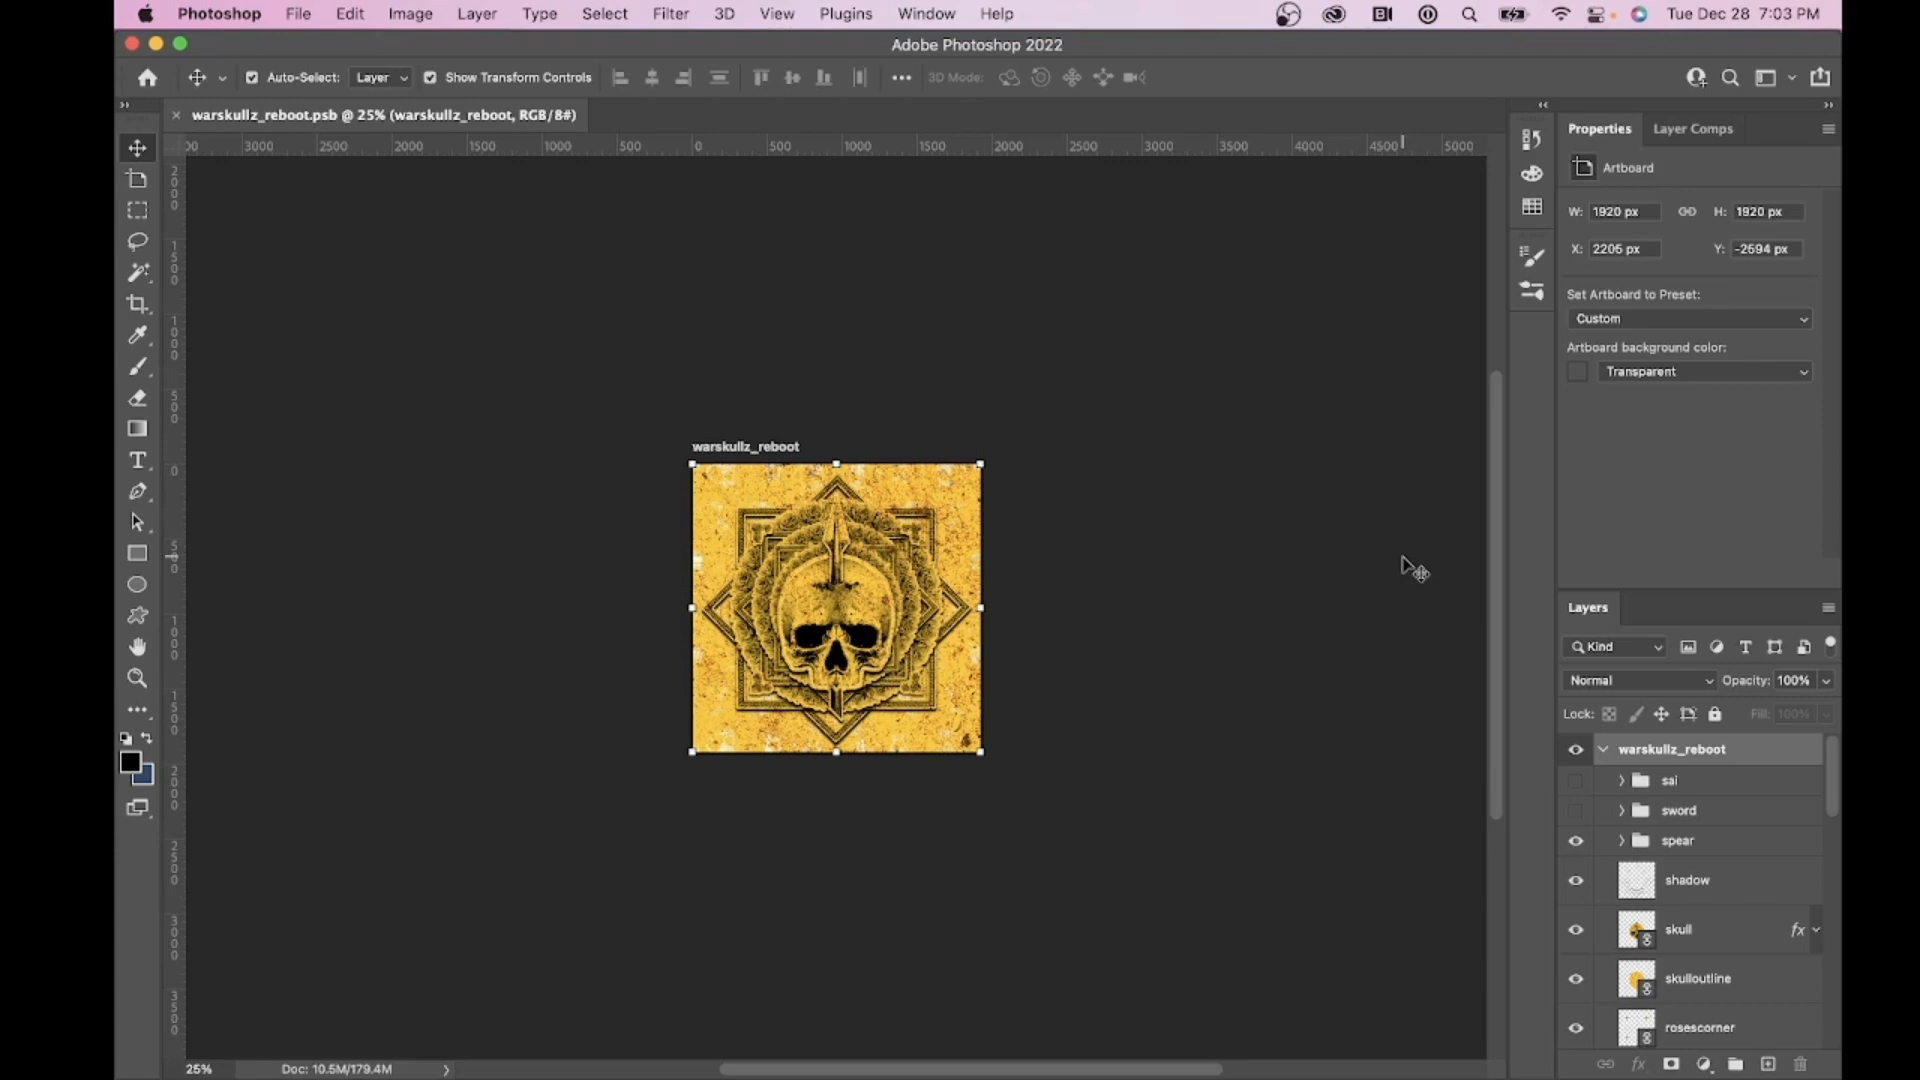 Photoshop File Edit Image Layer Type Select Filter 3D View Plugins Window Help Tue Dec 28 7:03 PM
Adobe Photoshop 2022
Auto-Select: Layer Show Transform Controls 3D Mode:
warskullz_reboot.psb @ 25% (warskullz_reboot, RGB/8#)
3000 2500 2000 1500 1000 500 0 500 1000 1500 2000 2500 3000 3500 4000 4500 5000
Properties Layer Comps
Artboard
W: 1920 px H: 1920 px
X: 2205 px Y: -2594 px
Set Artboard to Preset:
Custom
Artboard background color:
Transparent
warskullz_reboot
Layers
Kind
Normal Opacity: 100%
Lock: Fill: 100%
warskullz_reboot
sai
sword
spear
shadow
skull fx
skulloutline
rosescorner
25% Doc: 10.5M/179.4M